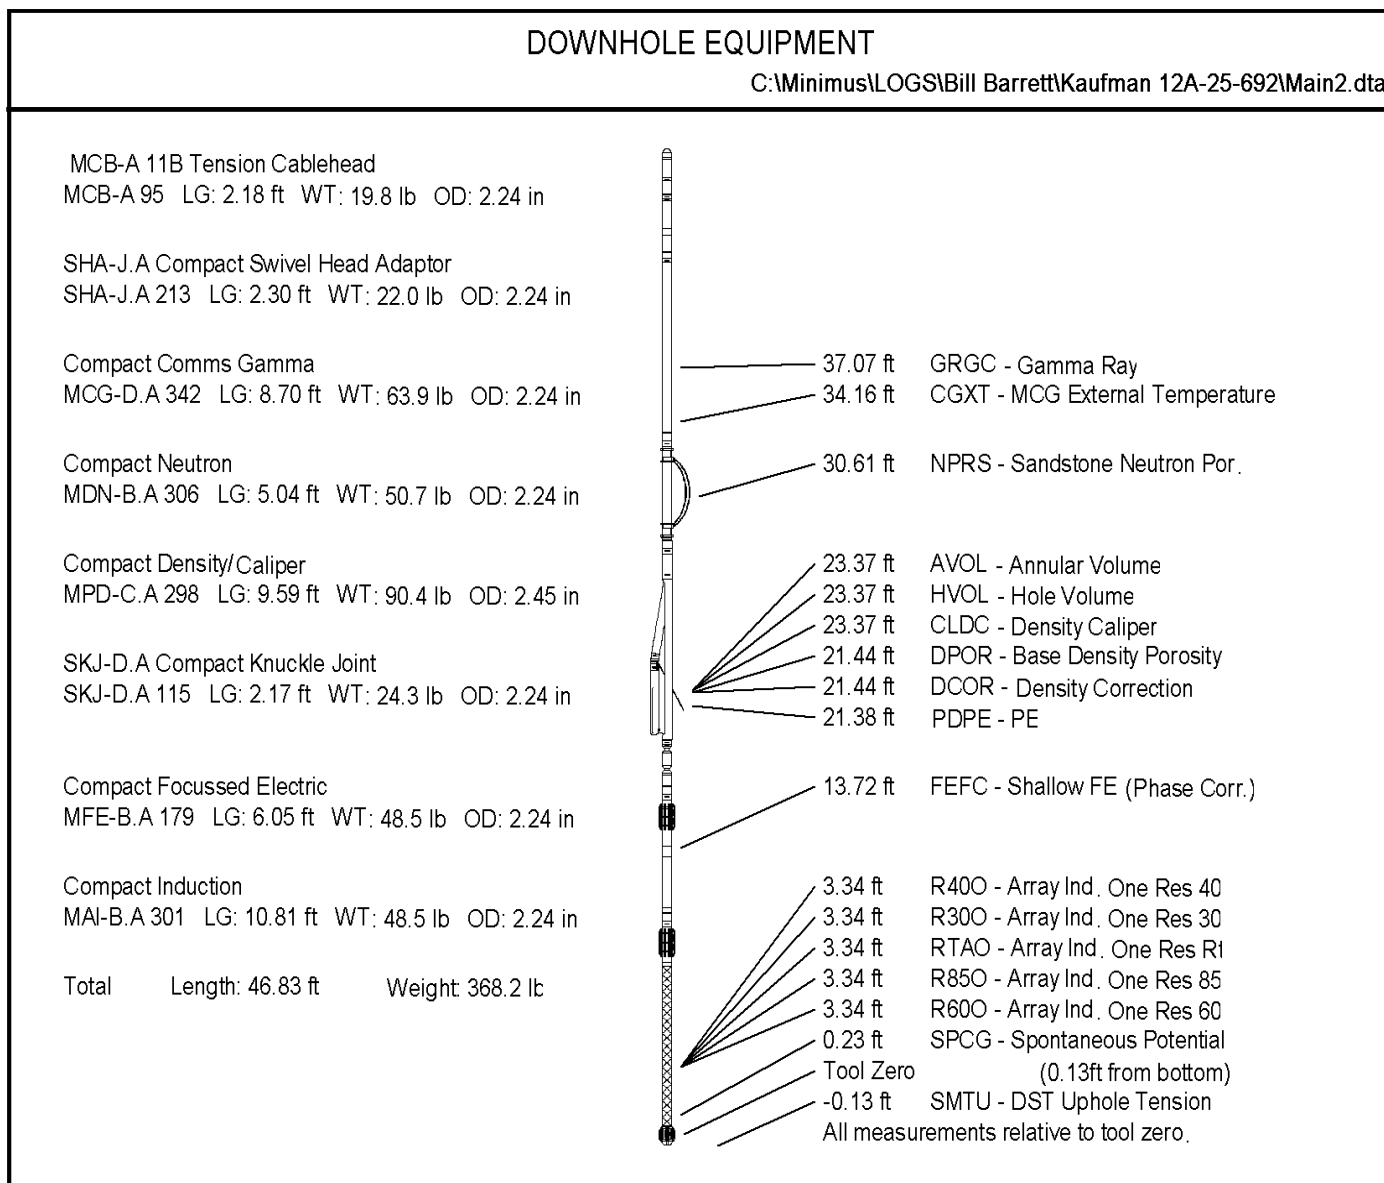 DOWNHOLE EQUIPMENT
C:\Minimus\LOGS\Bill Barrett\Kaufman 12A-25-692\Main2.dta
MCB-A 11B Tension Cablehead
MCB-A 95 LG: 2.18 ft WT: 19.8 lb OD: 2.24 in
SHA-J.A Compact Swivel Head Adaptor
SHA-J.A 213 LG: 2.30 ft WT: 22.0 lb OD: 2.24 in
Compact Comms Gamma
MCG-D.A 342 LG: 8.70 ft WT: 63.9 lb OD: 2.24 in
Compact Neutron
MDN-B.A 306 LG: 5.04 ft WT: 50.7 lb OD: 2.24 in
Compact Density/Caliper
MPD-C.A 298 LG: 9.59 ft WT: 90.4 lb OD: 2.45 in
SKJ-D.A Compact Knuckle Joint
SKJ-D.A 115 LG: 2.17 ft WT: 24.3 lb OD: 2.24 in
Compact Focussed Electric
MFE-B.A 179 LG: 6.05 ft WT: 48.5 lb OD: 2.24 in
Compact Induction
MAI-B.A 301 LG: 10.81 ft WT: 48.5 lb OD: 2.24 in
Total Length: 46.83 ft Weight: 368.2 lb
37.07 ft GRGC - Gamma Ray
34.16 ft CGXT - MCG External Temperature
30.61 ft NPRS - Sandstone Neutron Por.
23.37 ft AVOL - Annular Volume
23.37 ft HVOL - Hole Volume
23.37 ft CLDC - Density Caliper
21.44 ft DPOR - Base Density Porosity
21.44 ft DCOR - Density Correction
21.38 ft PDPE - PE
13.72 ft FEFC - Shallow FE (Phase Corr.)
3.34 ft R40O - Array Ind. One Res 40
3.34 ft R30O - Array Ind. One Res 30
3.34 ft RTAO - Array Ind. One Res Rt
3.34 ft R85O - Array Ind. One Res 85
3.34 ft R60O - Array Ind. One Res 60
0.23 ft SPCG - Spontaneous Potential
Tool Zero (0.13ft from bottom)
-0.13 ft SMTU - DST Uphole Tension
All measurements relative to tool zero.